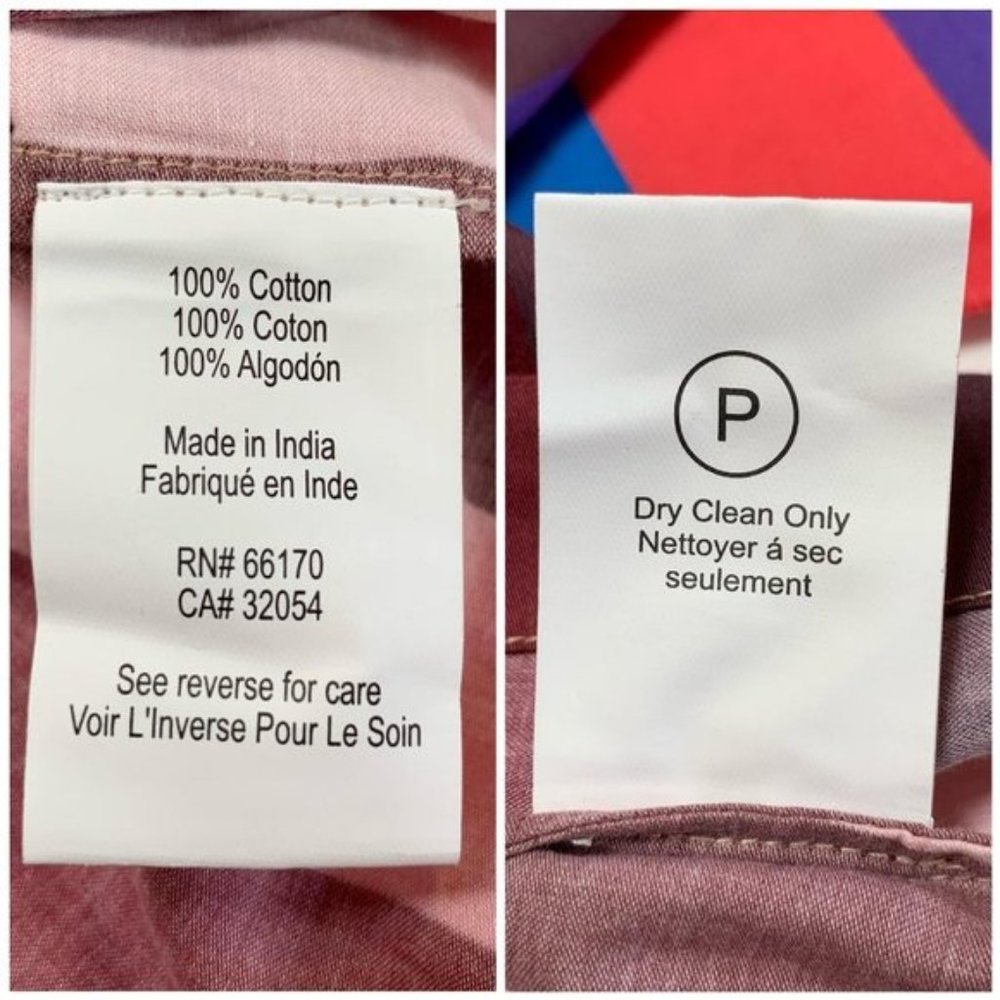 100% Cotton
100% Coton
100% Algodón
Made in India
Fabriqué en Inde
RN# 66170
CA# 32054
See reverse for care
Voir L'Inverse Pour Le Soin
P
Dry Clean Only
Nettoyer á sec
seulement